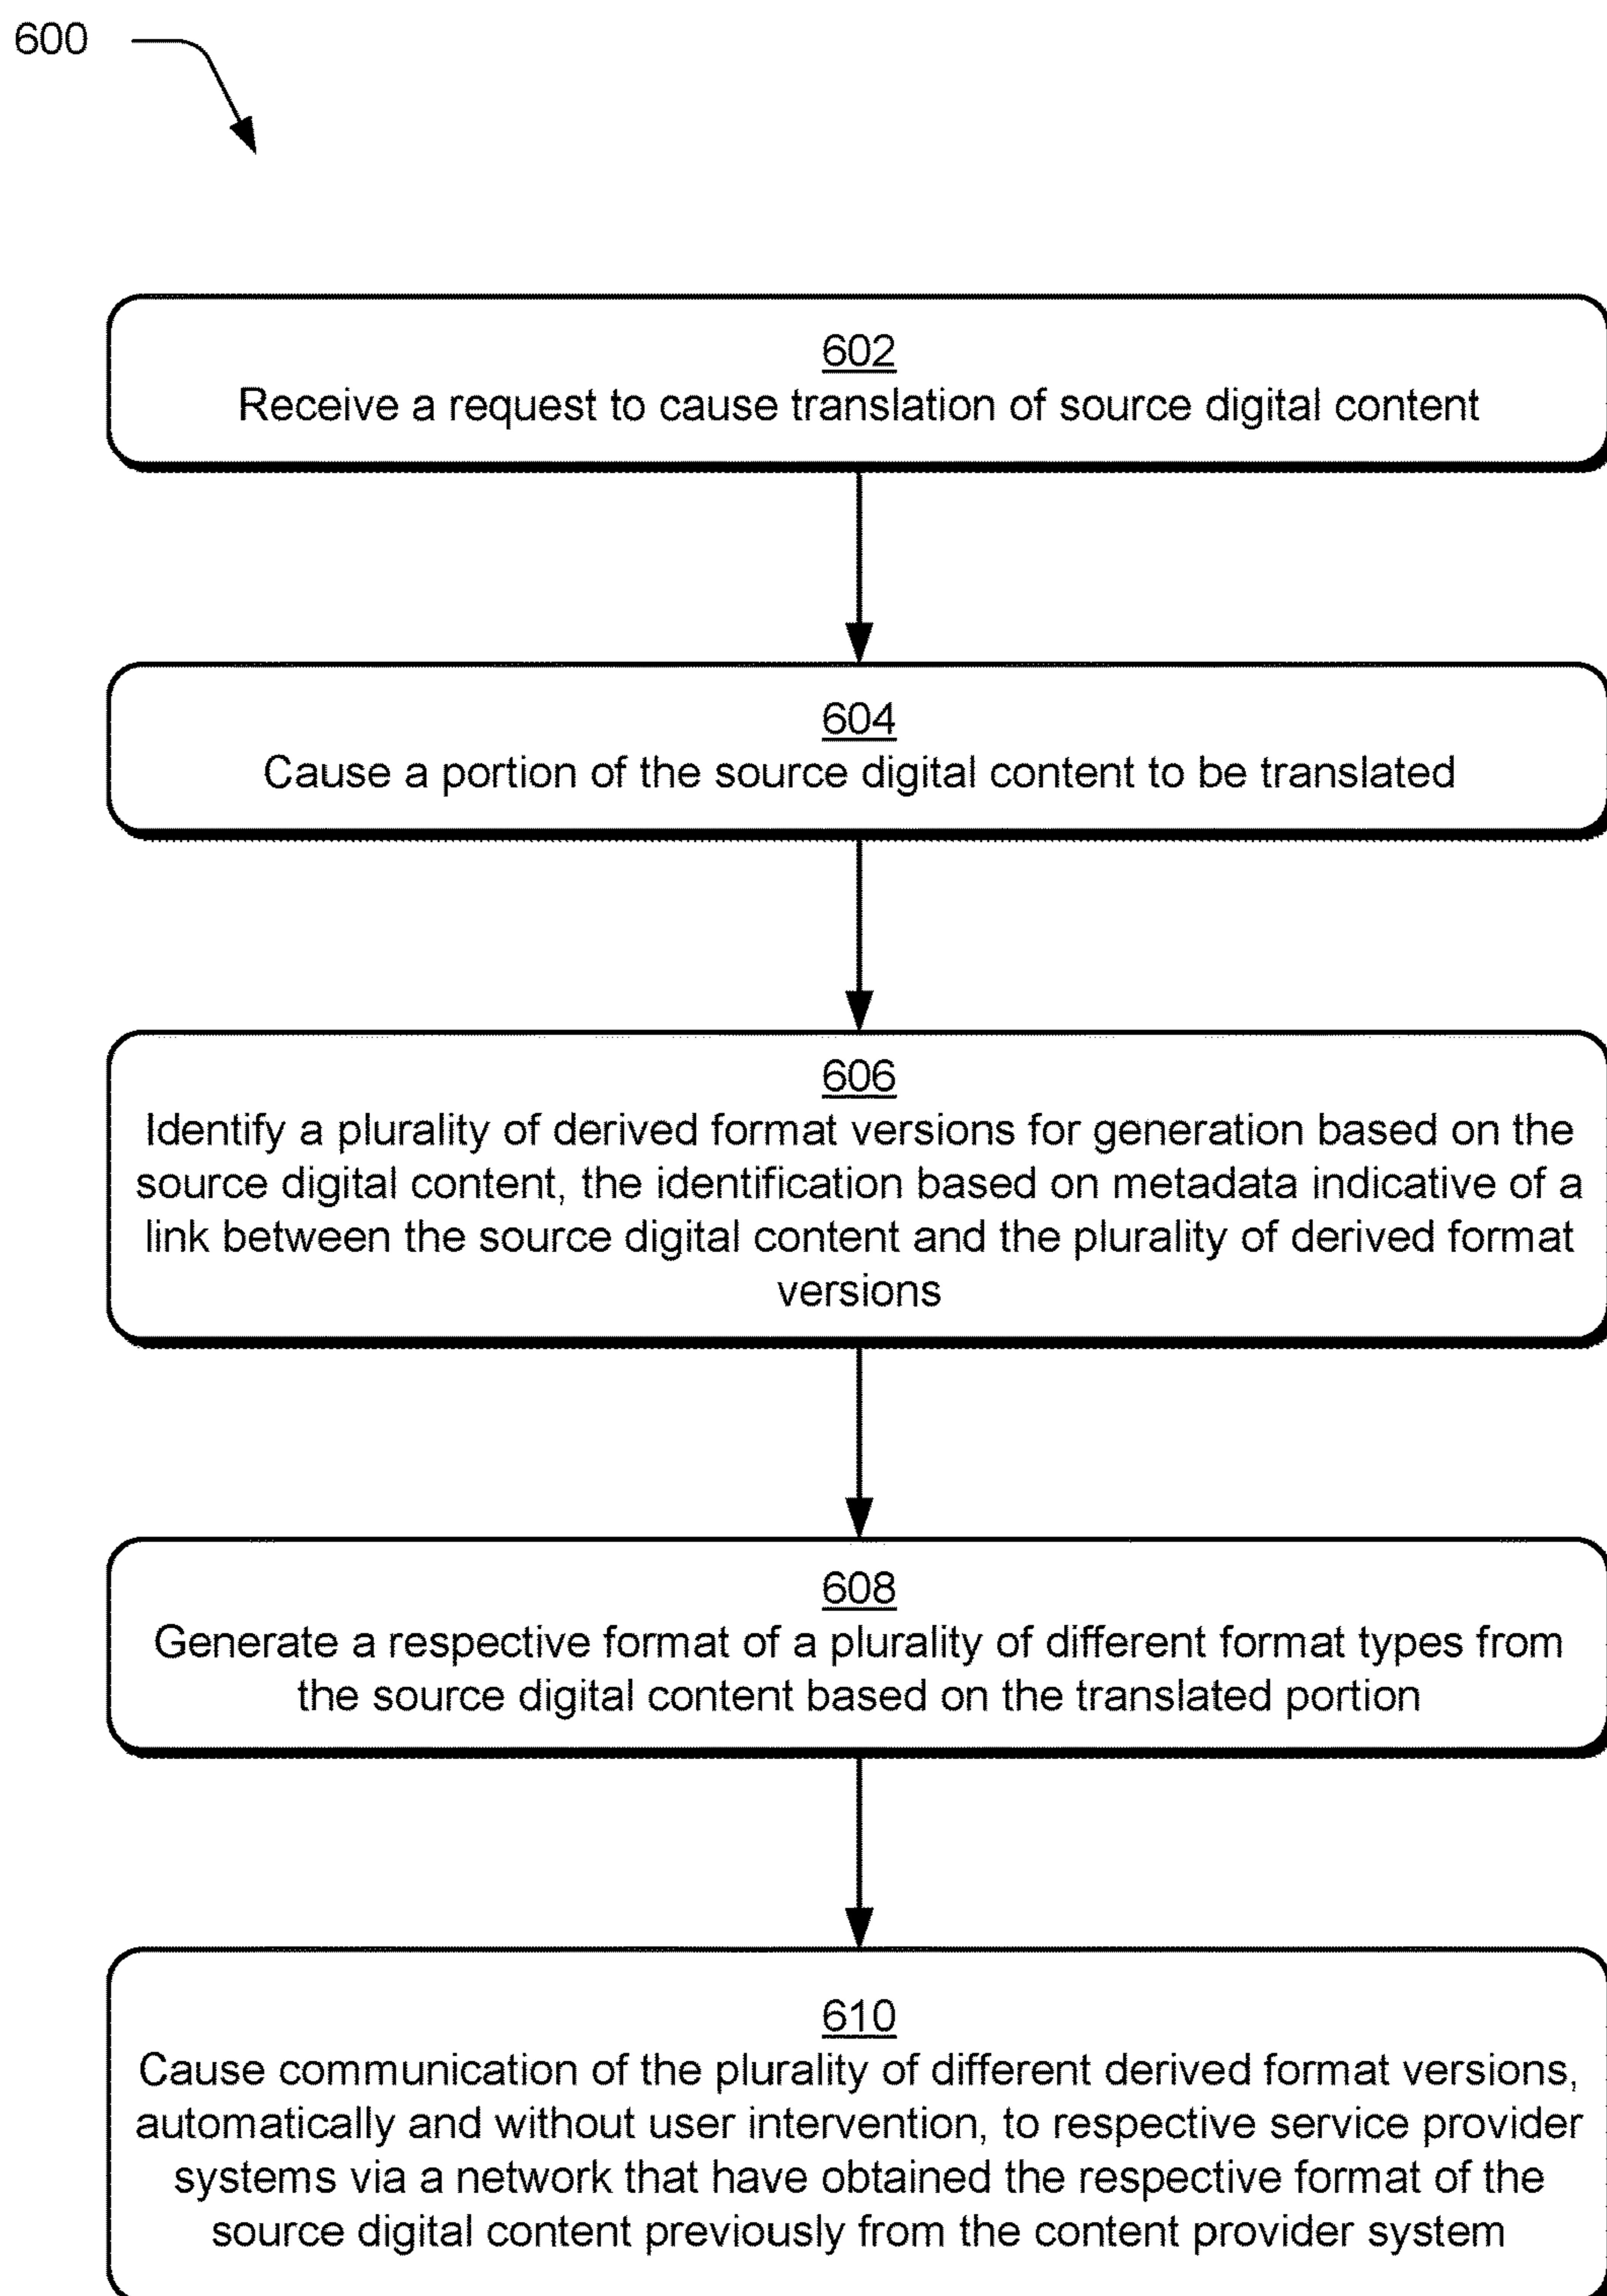 600
602
Receive a request to cause translation of source digital content
604
Cause a portion of the source digital content to be translated
606
Identify a plurality of derived format versions for generation based on the
source digital content, the identification based on metadata indicative of a
link between the source digital content and the plurality of derived format
versions
608
Generate a respective format of a plurality of different format types from
the source digital content based on the translated portion
610
Cause communication of the plurality of different derived format versions,
automatically and without user intervention, to respective service provider
systems via a network that have obtained the respective format of the
source digital content previously from the content provider system